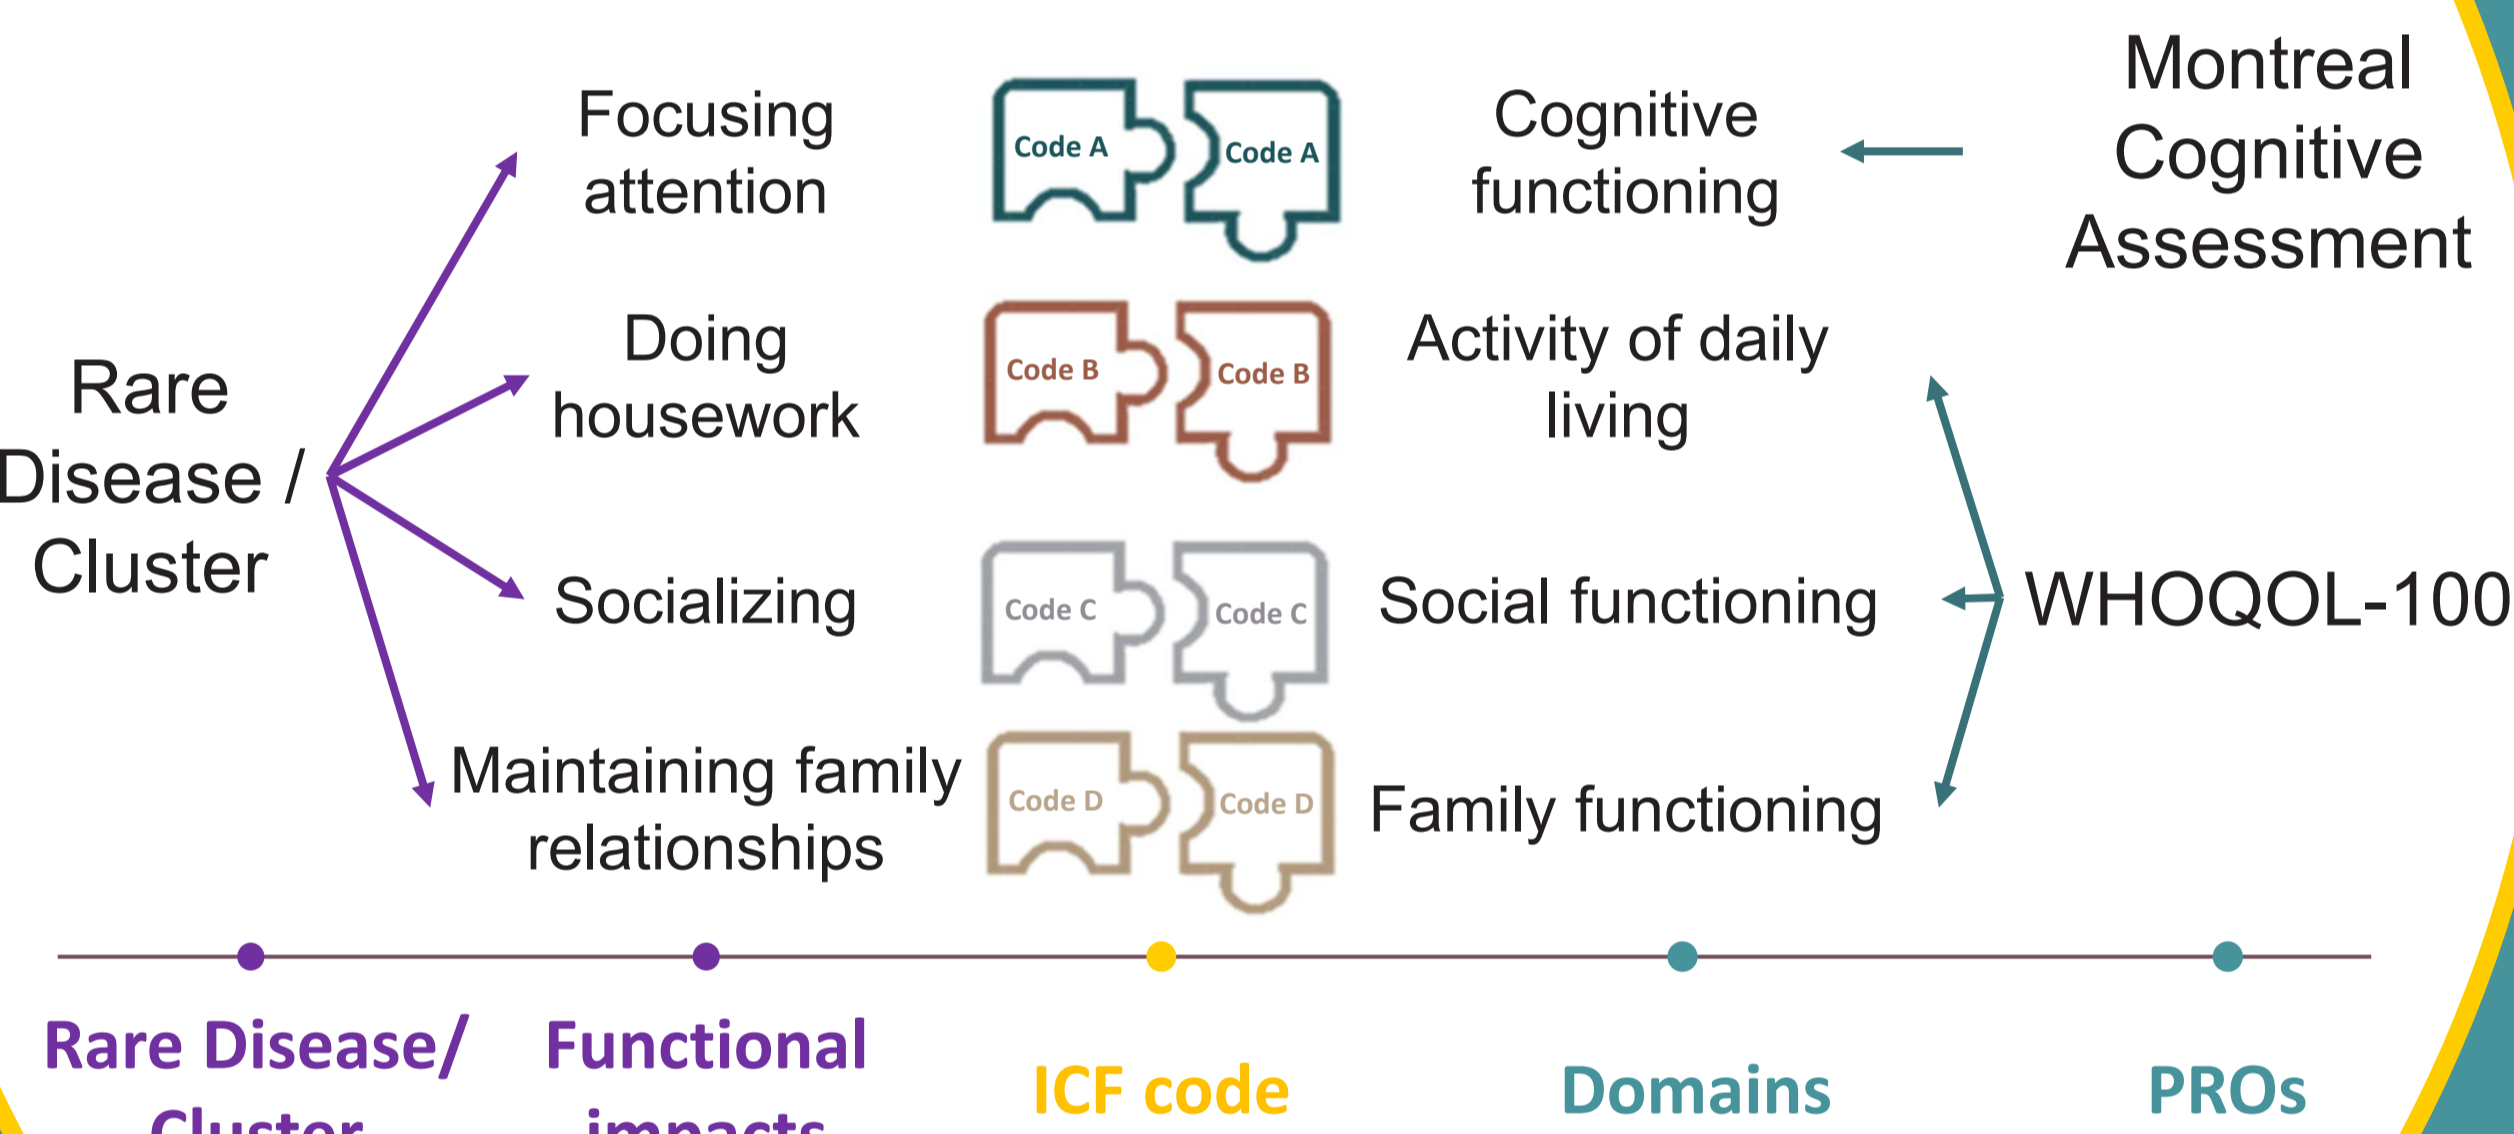 Rare
Disease /
Cluster
Focusing
attention
Doing
housework
Socializing
Maintaining family
relationships
Code A
Code A
Code B
Code B
Code C
Code C
Code D
Code D
Cognitive
functioning
Activity of daily
living
Social functioning
Family functioning
Montreal
Cognitive
Assessment
WHOQOL-100
Rare Disease/
Cluster
Functional
impacts
ICF code
Domains
PROs